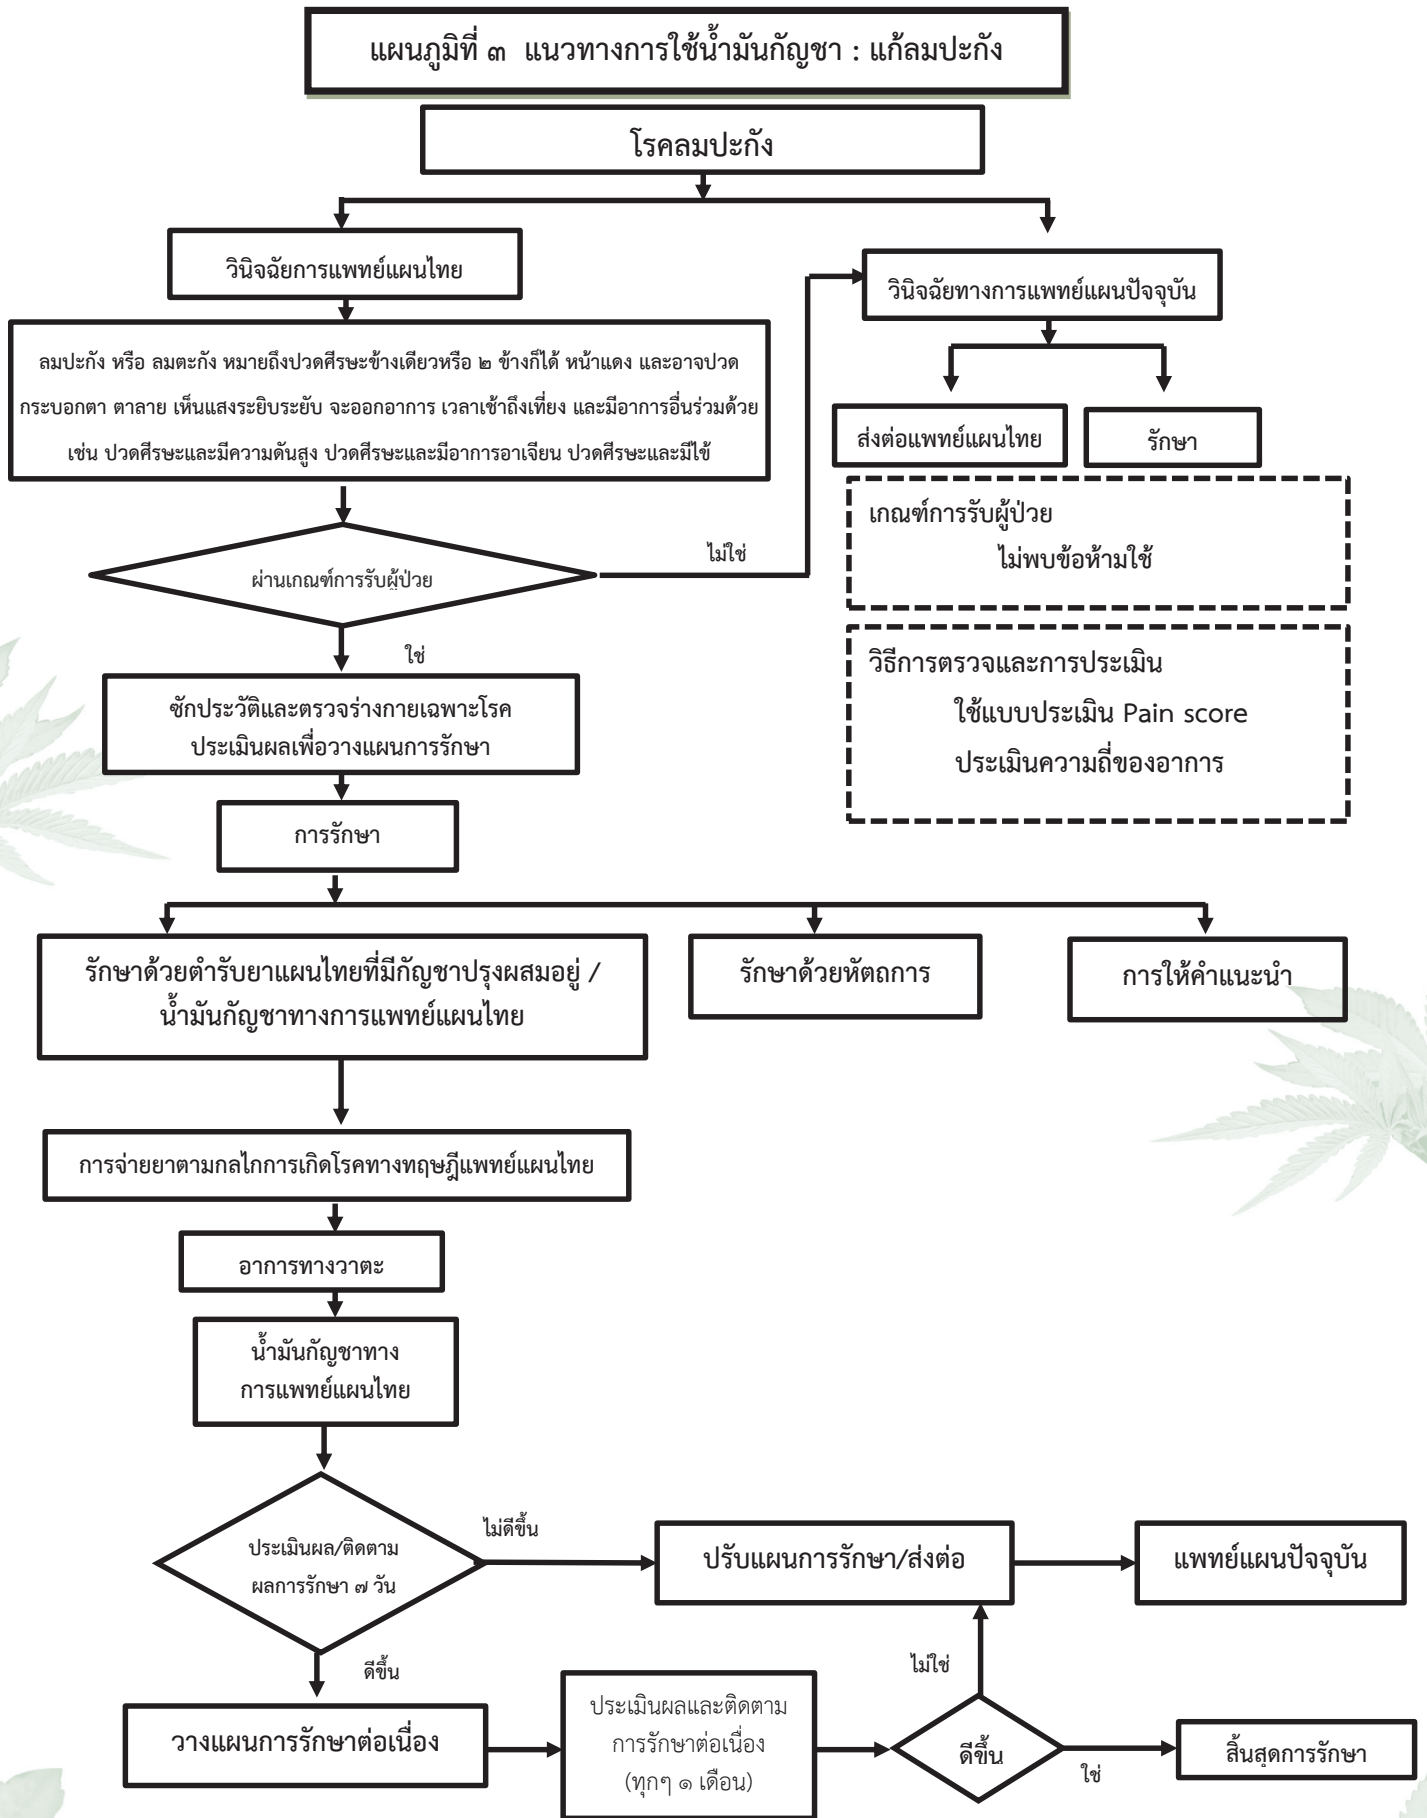 แผนภูมิที่ ๓ แนวทางการใช้น้ำมันกัญชา : แก้ลมปะกัง
โรคลมปะกัง
วินิจฉัยการแพทย์แผนไทย
วินิจฉัยทางการแพทย์แผนปัจจุบัน
ลมปะกัง หรือ ลมตะกัง หมายถึงปวดศีรษะข้างเดียวหรือ ๒ ข้างก็ได้ หน้าแดง และอาจปวด
กระบอกตา ตาลาย เห็นแสงระยิบระยับ จะออกอาการ เวลาเช้าถึงเที่ยง และมีอาการอื่นร่วมด้วย
เช่น ปวดศีรษะและมีความดันสูง ปวดศีรษะและมีอาการอาเจียน ปวดศีรษะและมีไข้
ส่งต่อแพทย์แผนไทย
รักษา
เกณฑ์การรับผู้ป่วย
ไม่พบข้อห้ามใช้
ผ่านเกณฑ์การรับผู้ป่วย
ไม่ใช่
ใช่
วิธีการตรวจและการประเมิน
ใช้แบบประเมิน Pain score
ประเมินความถี่ของอาการ
ซักประวัติและตรวจร่างกายเฉพาะโรค
ประเมินผลเพื่อวางแผนการรักษา
การรักษา
รักษาด้วยตำรับยาแผนไทยที่มีกัญชาปรุงผสมอยู่ /
น้ำมันกัญชาทางการแพทย์แผนไทย
รักษาด้วยหัตถการ
การให้คำแนะนำ
การจ่ายยาตามกลไกการเกิดโรคทางทฤษฎีแพทย์แผนไทย
อาการทางวาตะ
น้ำมันกัญชาทาง
การแพทย์แผนไทย
ประเมินผล/ติดตาม
ผลการรักษา ๗ วัน
ไม่ดีขึ้น
ปรับแผนการรักษา/ส่งต่อ
แพทย์แผนปัจจุบัน
ดีขึ้น
วางแผนการรักษาต่อเนื่อง
ประเมินผลและติดตาม
การรักษาต่อเนื่อง
(ทุกๆ ๑ เดือน)
ไม่ใช่
ดีขึ้น
ใช่
สิ้นสุดการรักษา